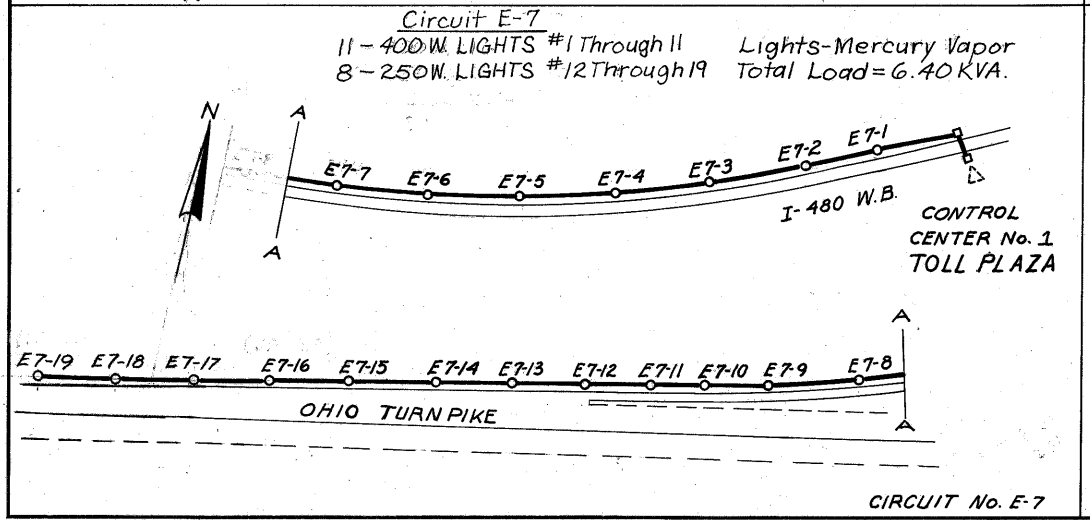 Circuit E-7
11-400W. LIGHTS #1 Through 11
8-250W. LIGHTS #12 Through 19
Lights-Mercury Vapor
Total Load=6.40 KVA.
N
A
E7-7
E7-6
E7-5
E7-4
E7-3
E7-2
E7-1
A
I-480 W.B.
CONTROL
CENTER No. 1
TOLL PLAZA
A
E7-19
E7-18
E7-17
E7-16
E7-15
E7-14
E7-13
E7-12
E7-11
E7-10
E7-9
E7-8
A
OHIO TURNPIKE
CIRCUIT No. E-7